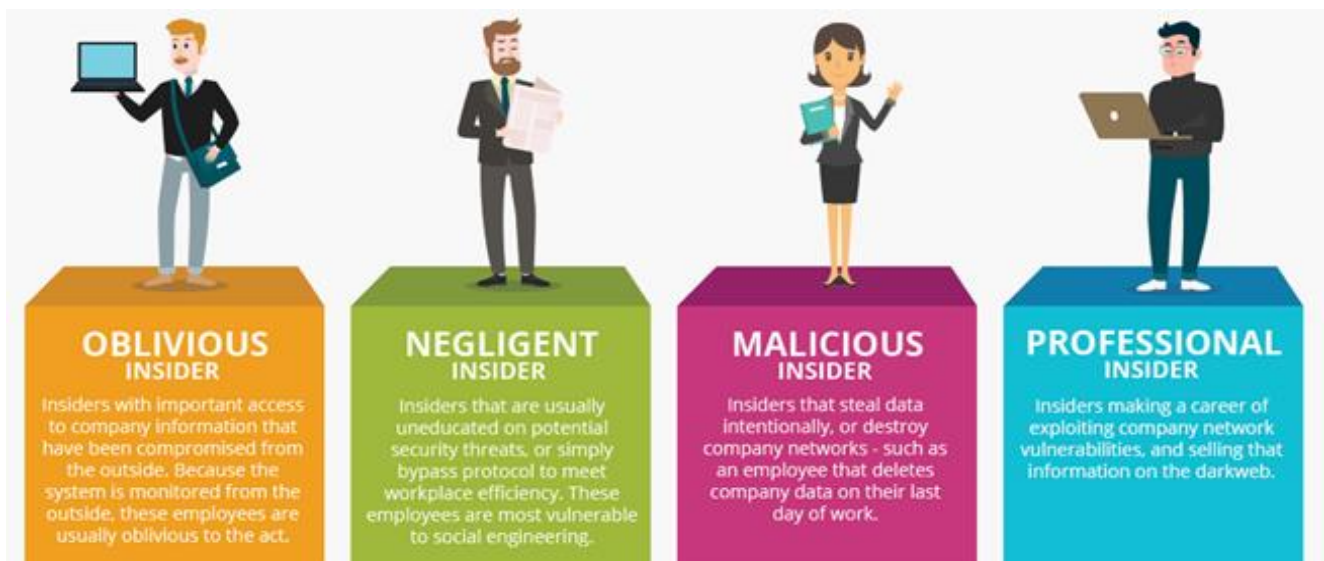 OBLIVIOUS
INSIDER
Insiders with important access
to company information that
have been compromised from
the outside. Because the
system is monitored from the
outside, these employees are
usually oblivious to the act.
NEGLIGENT
INSIDER
Insiders that are usually
uneducated on potential
security threats, or simply
bypass protocol to meet
workplace efficiency. These
employees are most vulnerable
to social engineering.
MALICIOUS
INSIDER
Insiders that steal data
intentionally, or destroy
company networks - such as
an employee that deletes
company data on their last
day of work.
PROFESSIONAL
INSIDER
Insiders making a career of
exploiting company network
vulnerabilities, and selling that
information on the darkweb.